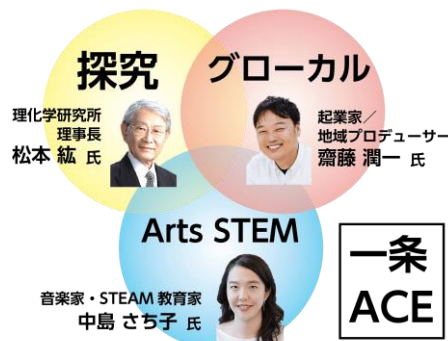 探究
グローカル
理化学研究所
理事長
松本 紘 氏
起業家／
地域プロデューサー
齋藤 潤一 氏
Arts STEM
音楽家・STEAM 教育家
中島 さち子 氏
一条
ACE